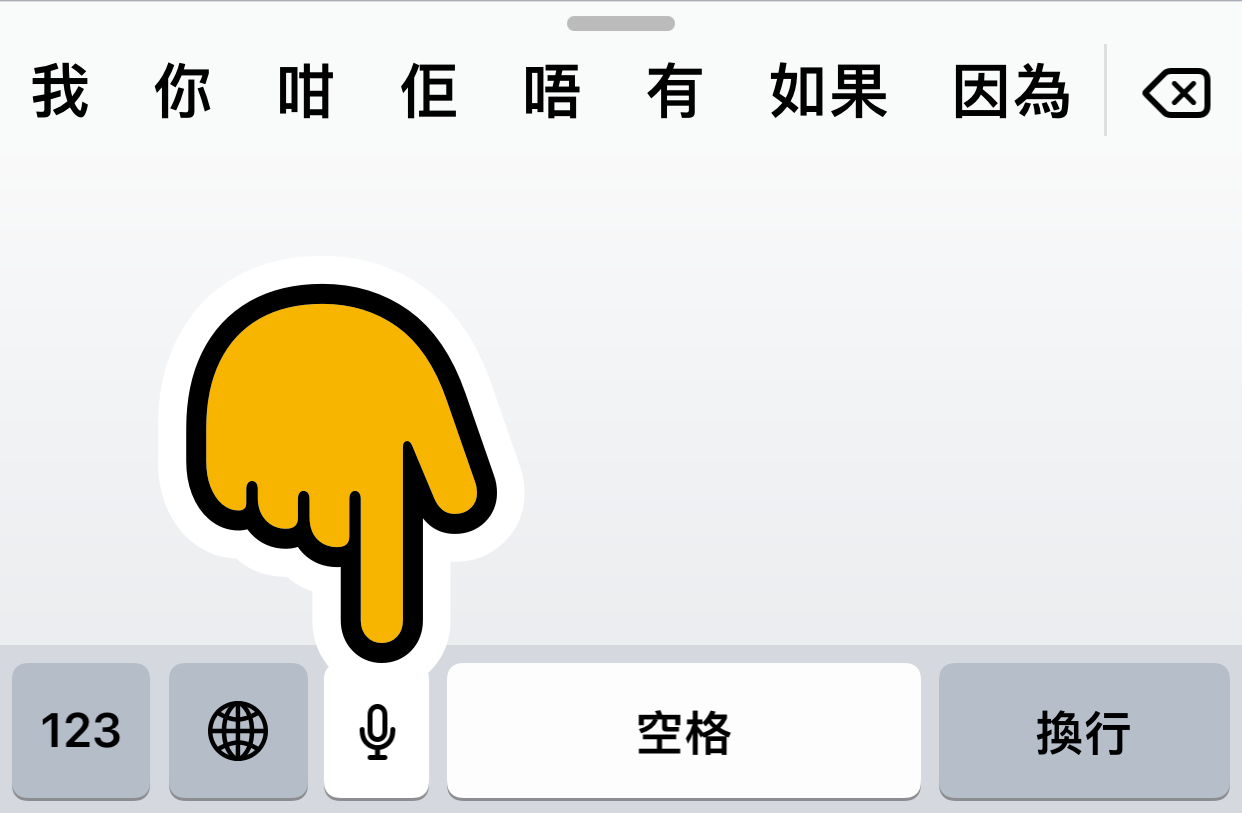 我 你 咁 佢 唔 有 如果 因為
123 空格 換行